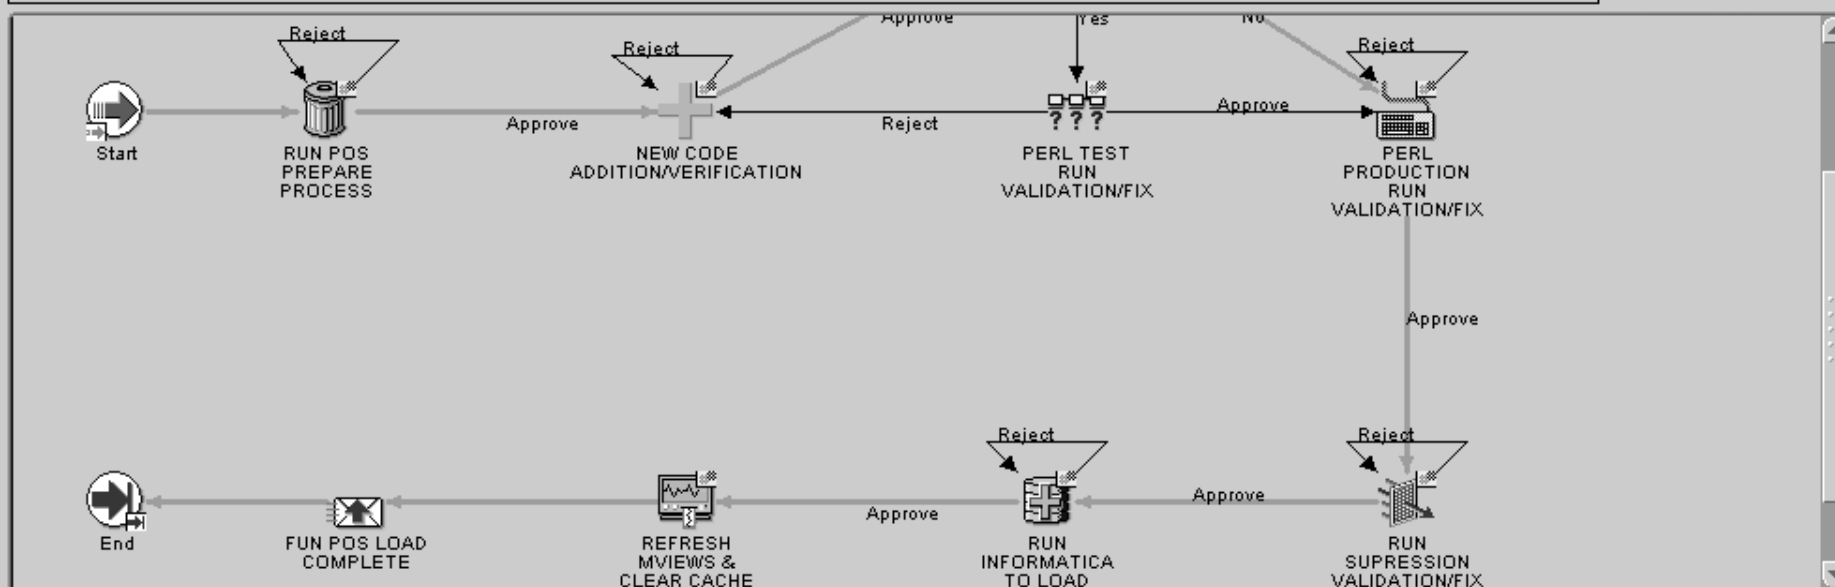 Approve
Yes
No
Reject
Reject
Reject
Approve
Reject
Approve
Start
RUN POS
PREPARE
PROCESS
NEW CODE
ADDITION/VERIFICATION
PERL TEST
RUN
VALIDATION/FIX
PERL
PRODUCTION
RUN
VALIDATION/FIX
? ? ?
Approve
Reject
Reject
Approve
Approve
End
FUN POS LOAD
COMPLETE
REFRESH
MVIEWS &
CLEAR CACHE
RUN
INFORMATICA
TO LOAD
RUN
SUPRESSION
VALIDATION/FIX